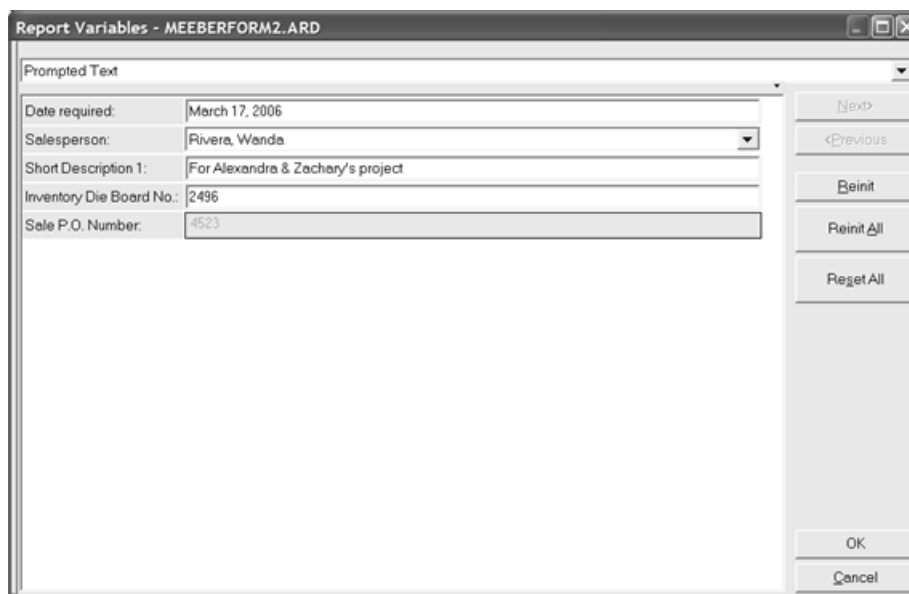 Report Variables - MEEBERFORM2.ARD
Prompted Text
Date required: March 17, 2006
Next>
Salesperson: Rivera, Wanda
<Previous
Short Description 1: For Alexandra & Zachary's project
Reinit
Inventory Die Board No.: 2496
Sale P.O. Number: 4523
Reinit All
Reset All
OK
Cancel